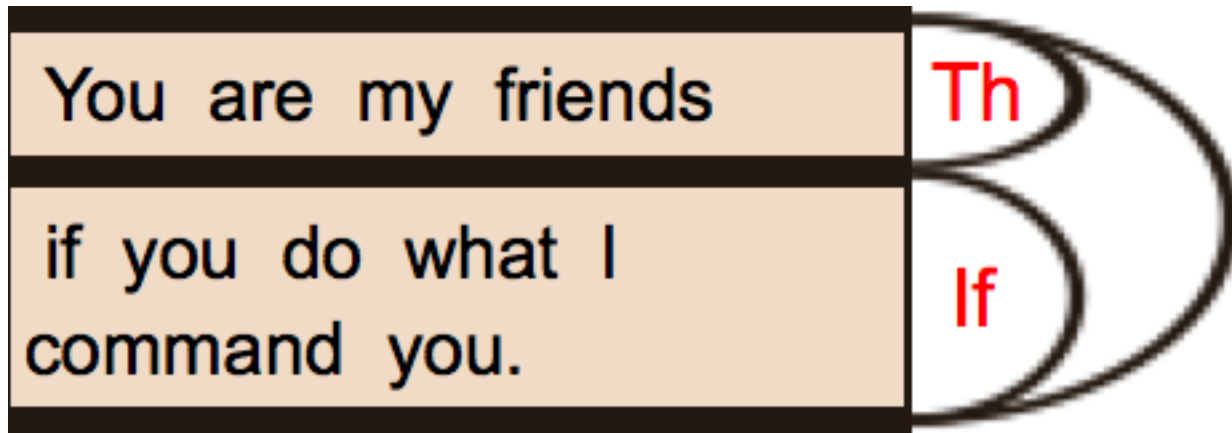 You are my friends
Th
if you do what I
command you.
If